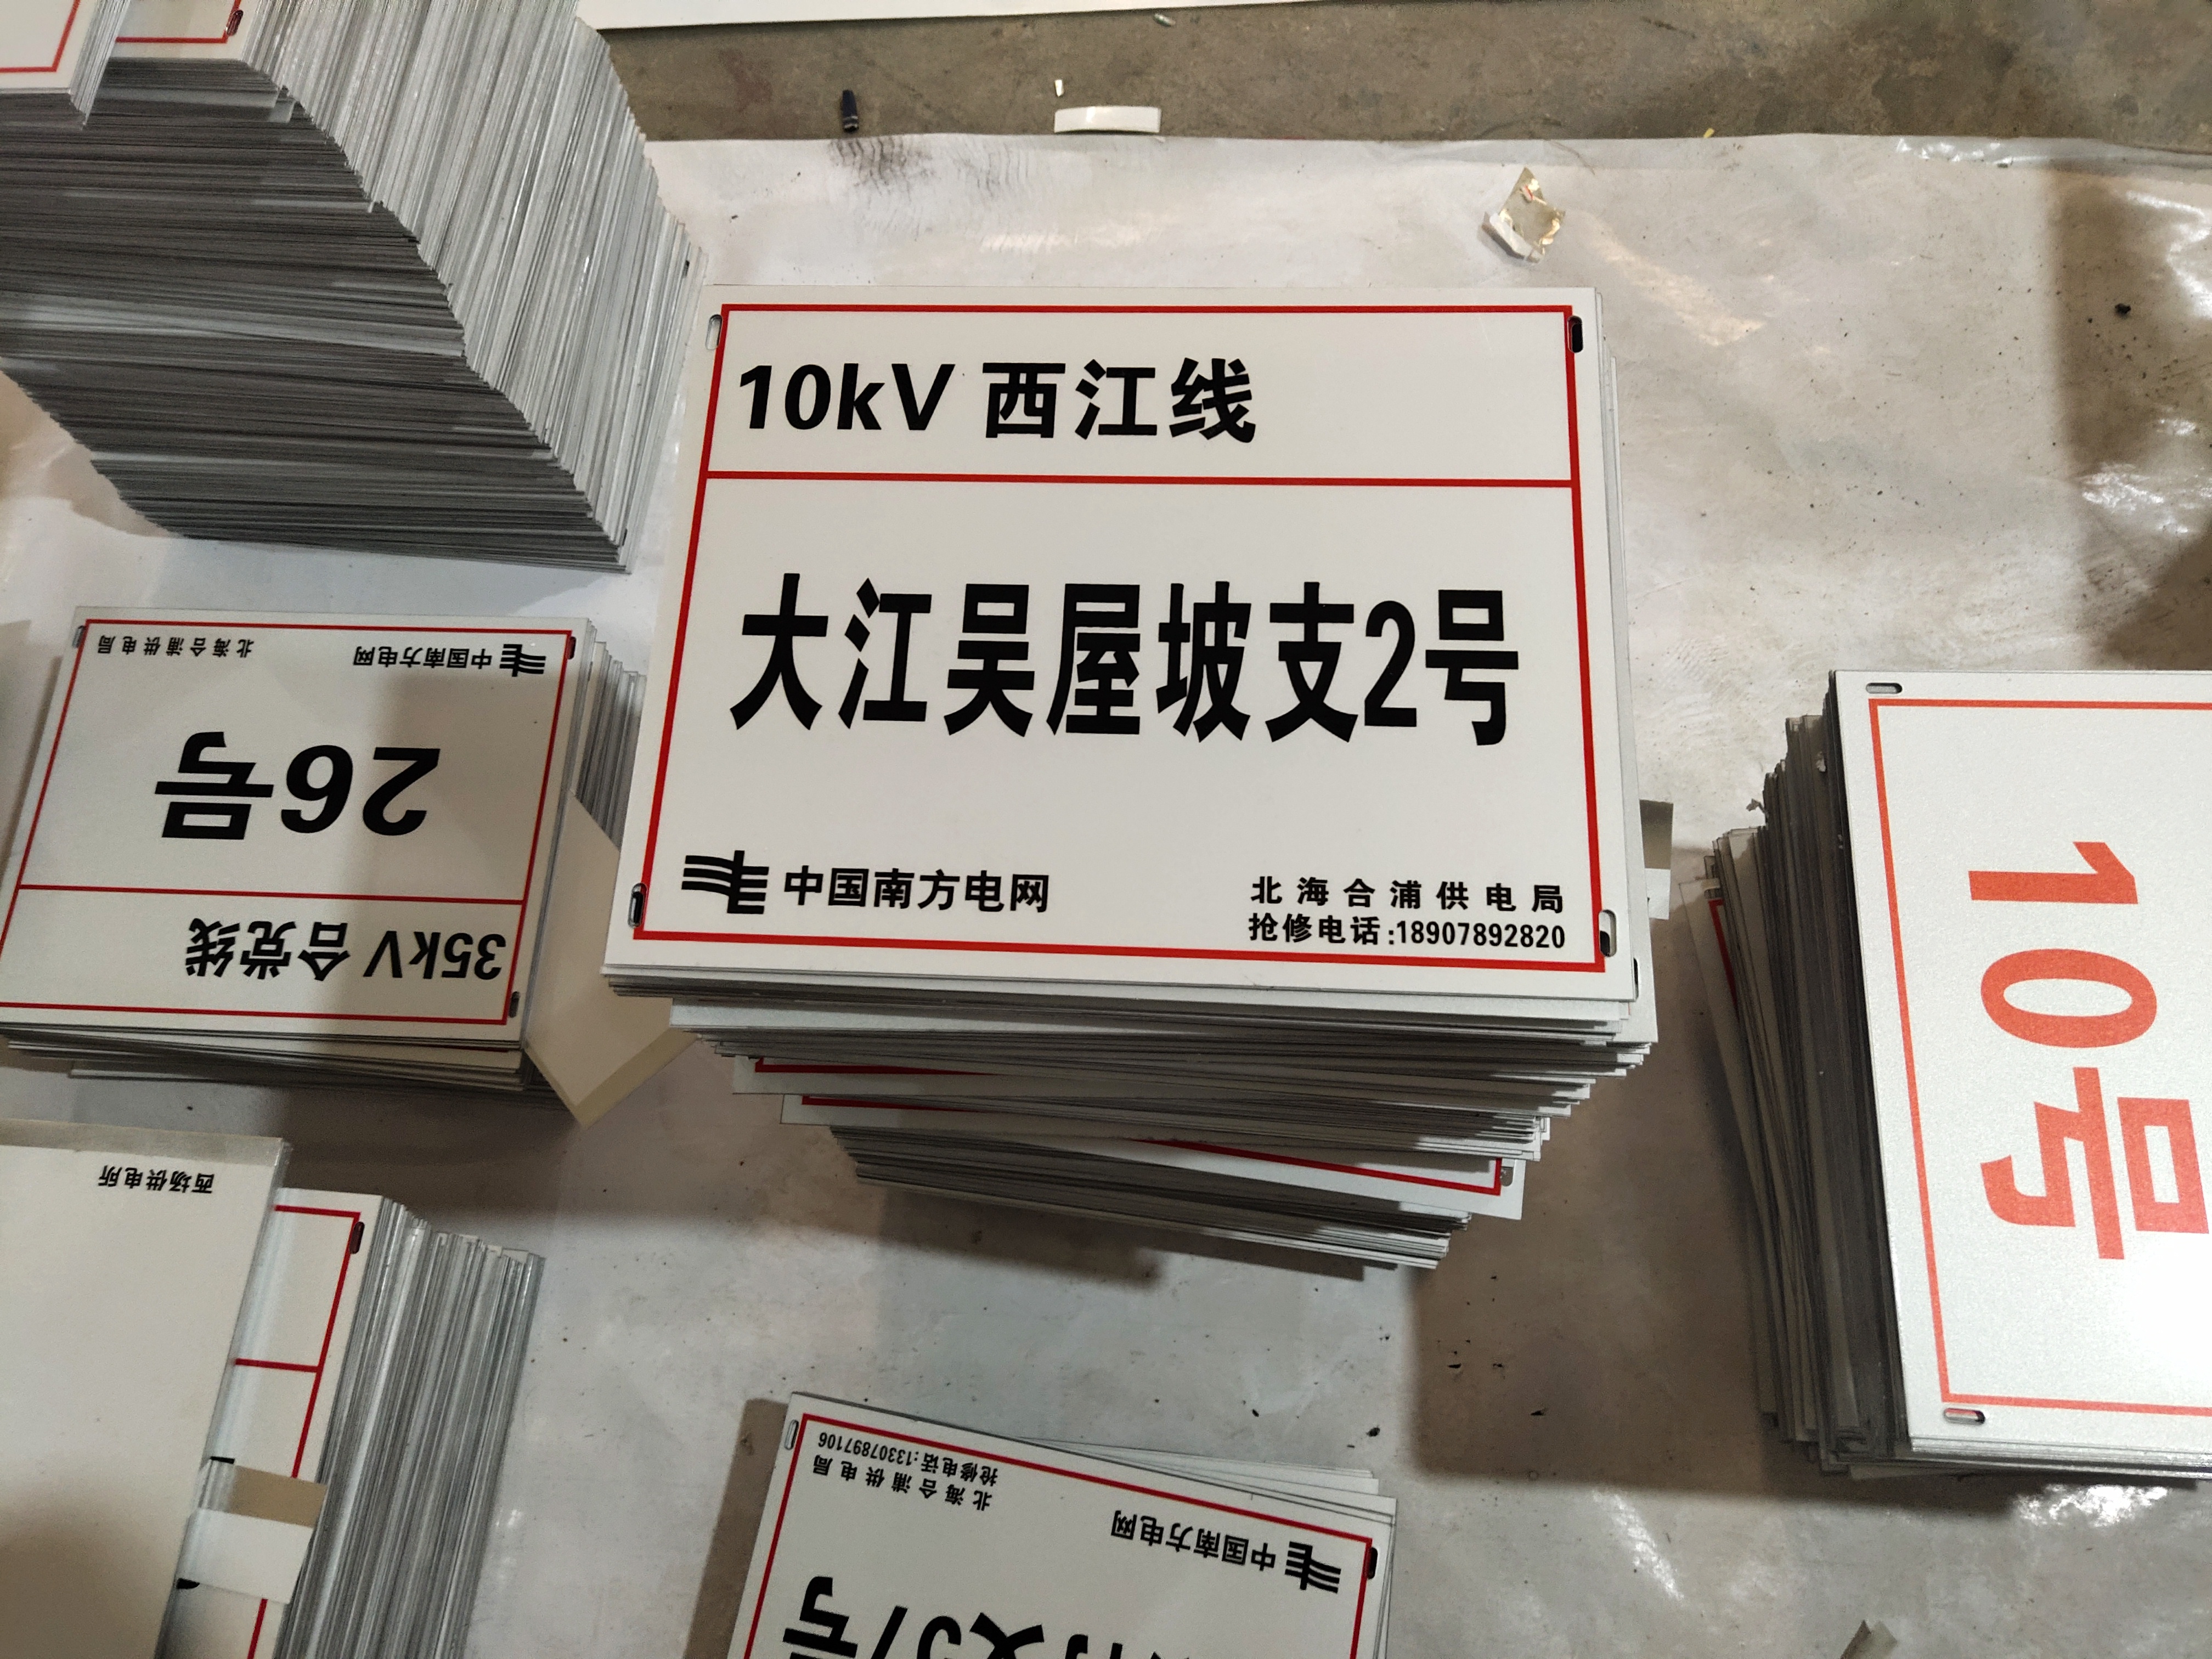 10kV 西江线
大江吴屋坡支2号
中国南方电网
北海合浦供电局
抢修电话:18907892820
35kV 合党线
26号
中国南方电网
北海合浦供电局
10号
西场供电所
支37号
中国南方电网
北海合浦供电局
抢修电话:13307897106